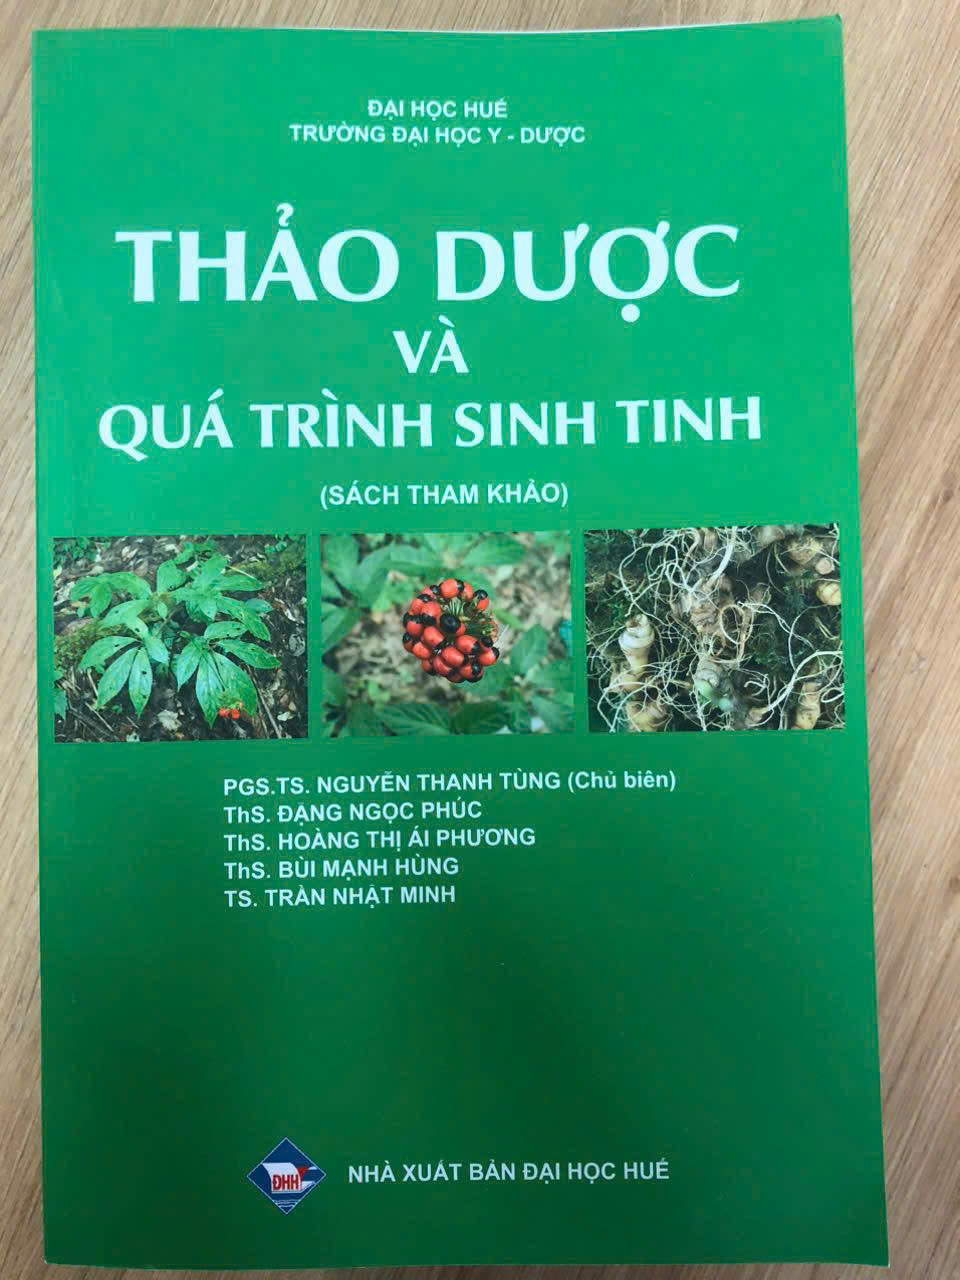 ĐẠI HỌC HUẾ
TRƯỜNG ĐẠI HỌC Y - DƯỢC
THẢO DƯỢC
VÀ
QUÁ TRÌNH SINH TINH
(SÁCH THAM KHẢO)
PGS.TS. NGUYỄN THANH TÙNG (Chủ biên)
ThS. ĐẶNG NGỌC PHÚC
ThS. HOÀNG THỊ ÁI PHƯƠNG
ThS. BÙI MẠNH HÙNG
TS. TRẦN NHẬT MINH
ĐHH
NHÀ XUẤT BẢN ĐẠI HỌC HUẾ